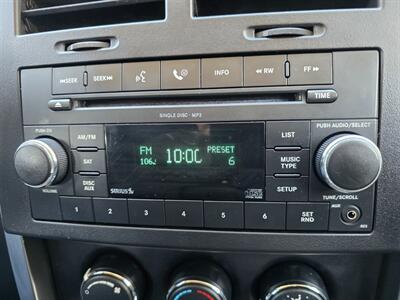 SEEK SEEK INFO RW FF
TIME
SINGLE DISC · MP3
PUSH ON/OFF
PUSH AUDIO/SELECT
AM/FM LIST
FM 10:00 PRESET
106. 6
SAT MUSIC TYPE
DISC AUX SIRIUS SETUP
VOLUME
TUNE/SCROLL
1 2 3 4 5 6 SET RND
AUX